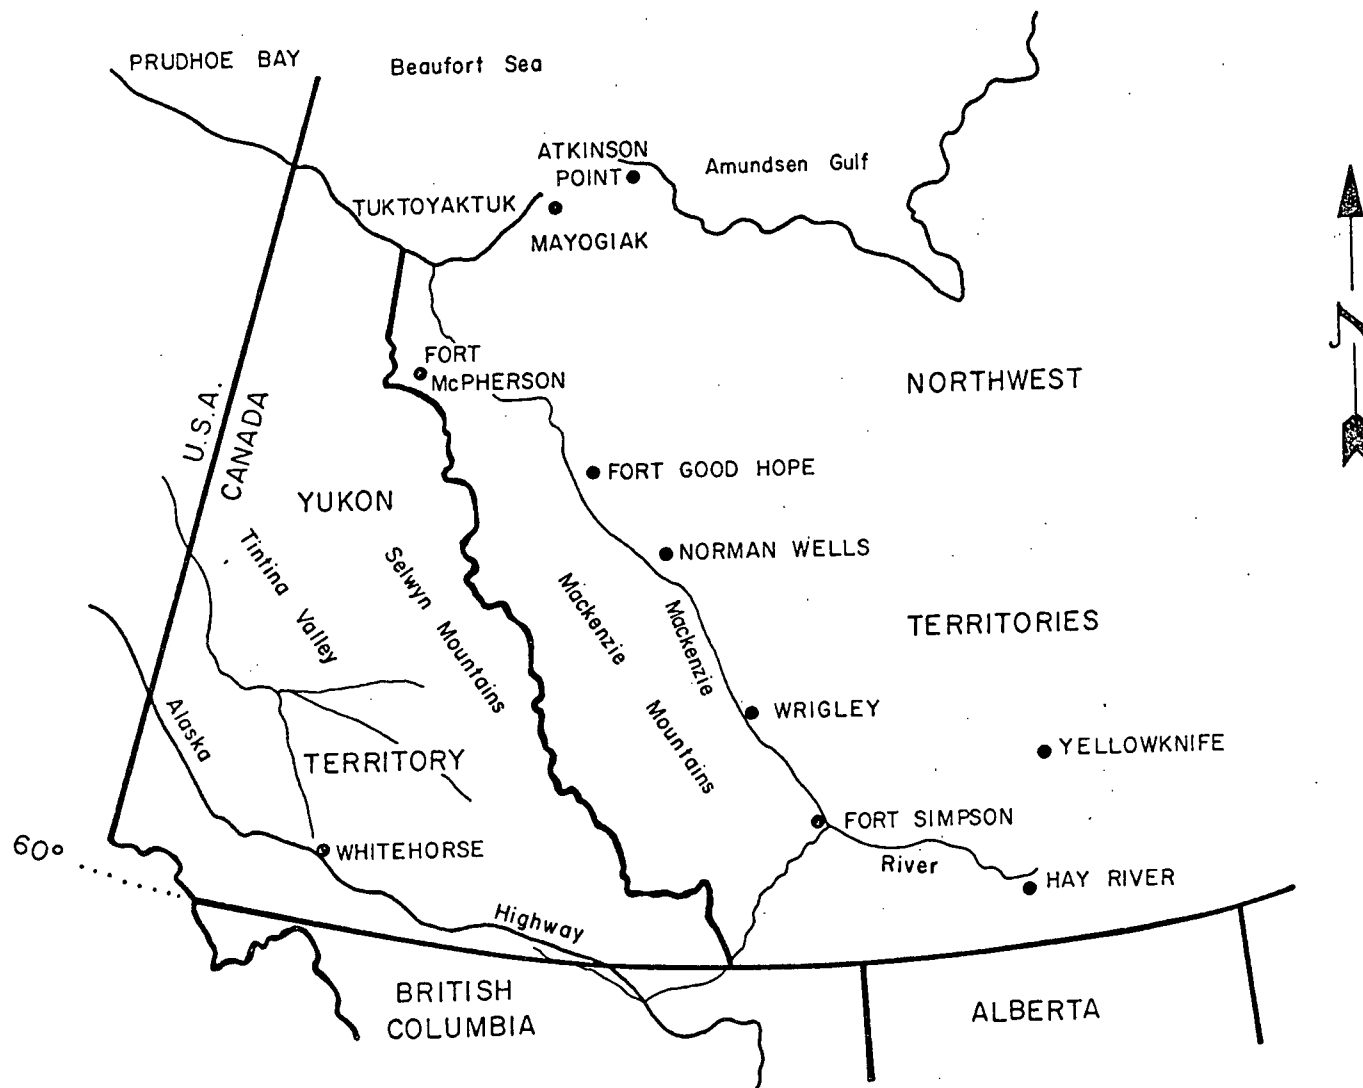 PRUDHOE BAY
Beaufort Sea
ATKINSON
POINT
Amundsen Gulf
TUKTOYAKTUK
MAYOGIAK
N
FORT
McPHERSON
NORTHWEST
U.S.A.
CANADA
FORT GOOD HOPE
YUKON
NORMAN WELLS
Tintina Valley
Selwyn Mountains
Mackenzie Mountains
Mackenzie
TERRITORIES
WRIGLEY
Alaska
YELLOWKNIFE
TERRITORY
FORT SIMPSON
60°
WHITEHORSE
River
HAY RIVER
Highway
BRITISH
COLUMBIA
ALBERTA